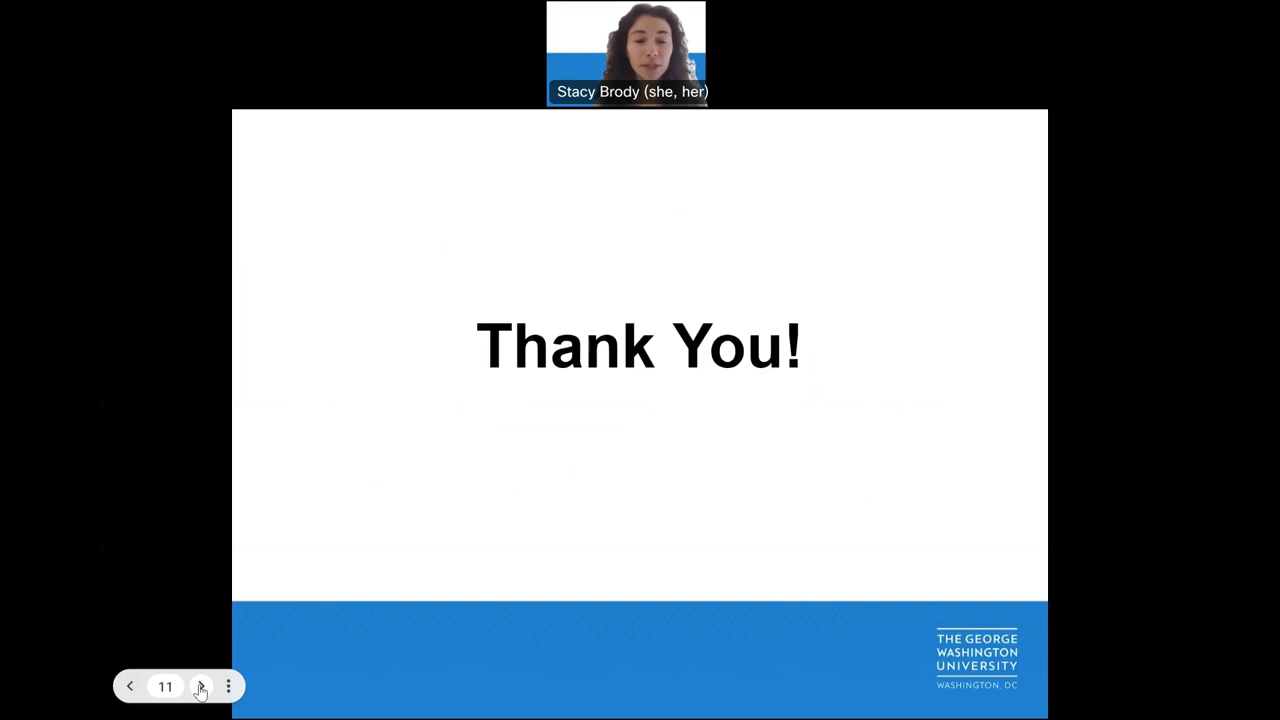 Stacy Brody (she, her)
Thank You!
THE GEORGE
WASHINGTON
UNIVERSITY
WASHINGTON, DC
11